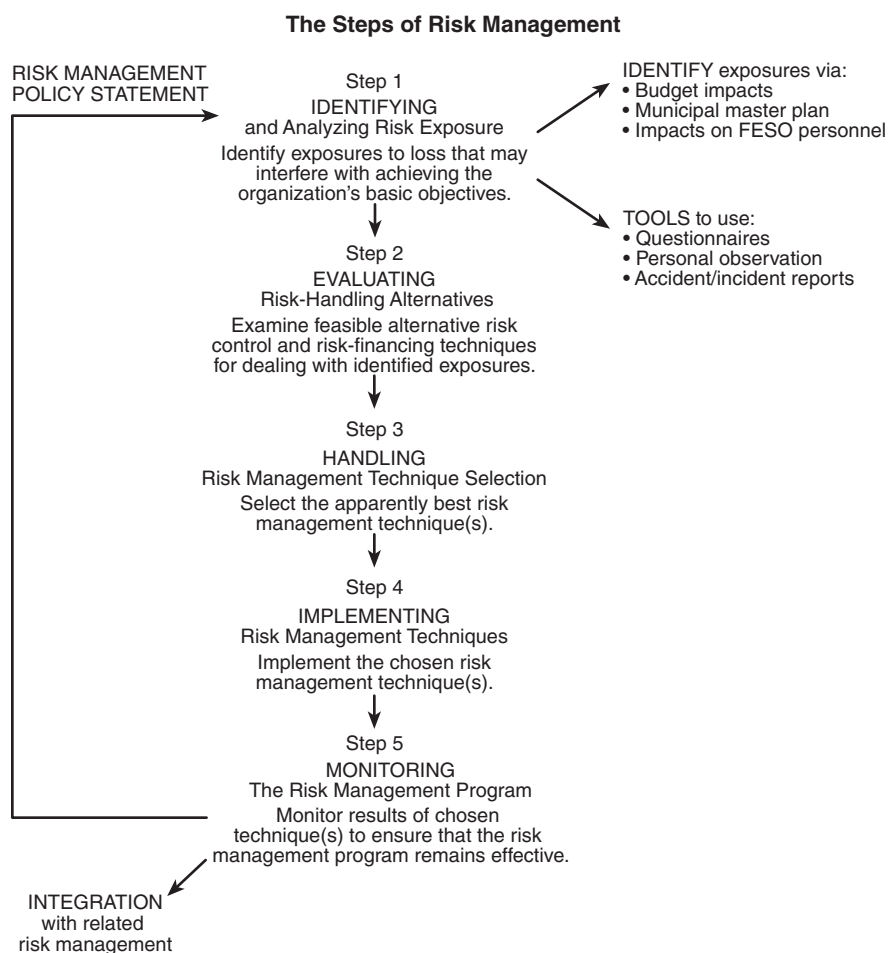 The Steps of Risk Management
RISK MANAGEMENT
POLICY STATEMENT
Step 1
IDENTIFYING
and Analyzing Risk Exposure
Identify exposures to loss that may
interfere with achieving the
organization's basic objectives.
IDENTIFY exposures via:
• Budget impacts
• Municipal master plan
• Impacts on FESO personnel
TOOLS to use:
• Questionnaires
• Personal observation
• Accident/incident reports
Step 2
EVALUATING
Risk-Handling Alternatives
Examine feasible alternative risk
control and risk-financing techniques
for dealing with identified exposures.
Step 3
HANDLING
Risk Management Technique Selection
Select the apparently best risk
management technique(s).
Step 4
IMPLEMENTING
Risk Management Techniques
Implement the chosen risk
management technique(s).
Step 5
MONITORING
The Risk Management Program
Monitor results of chosen
technique(s) to ensure that the risk
management program remains effective.
INTEGRATION
with related
risk management